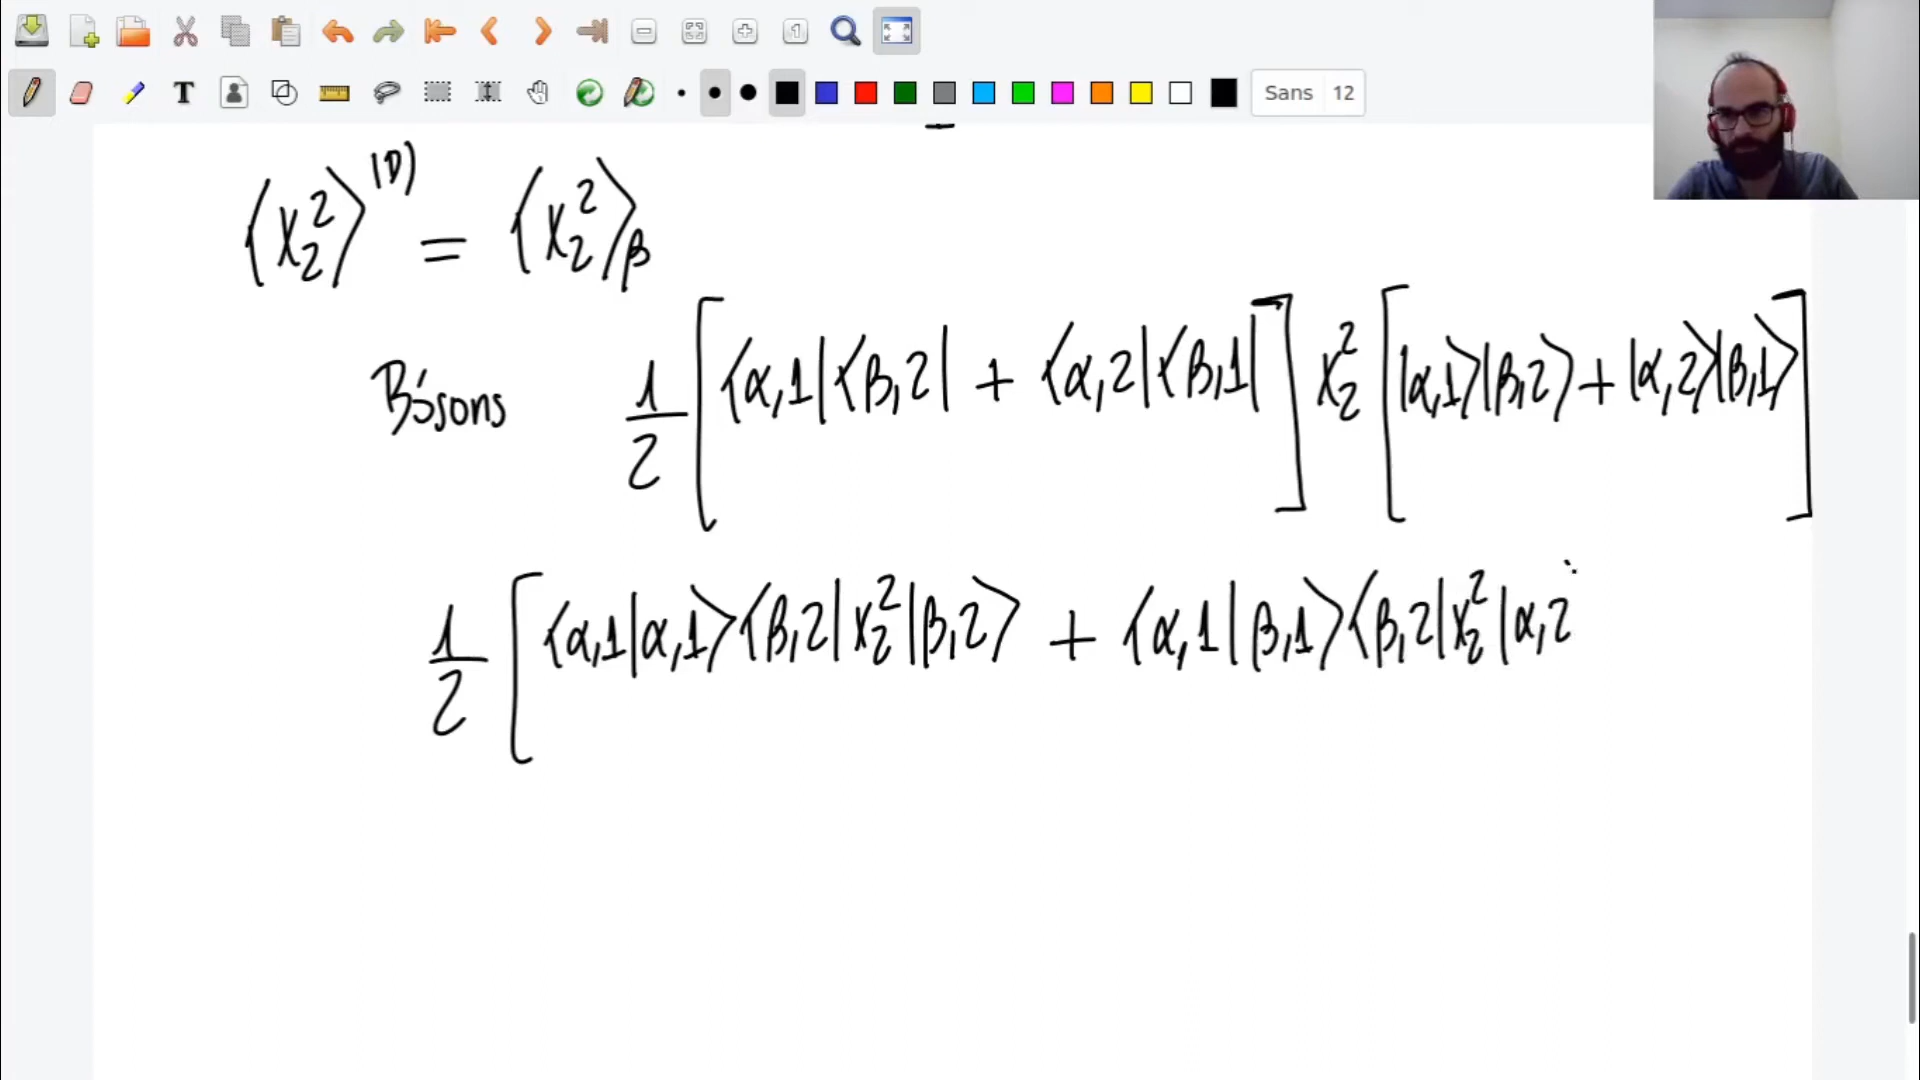 T Sans 12
⟨x₂²⟩⁽ᴰ⁾ = ⟨x₂²⟩_β
Bósons 1/2 [⟨α,1|⟨β,2| + ⟨α,2|⟨β,1|] x₂² [|α,1⟩|β,2⟩ + |α,2⟩|β,1⟩]
1/2 [⟨α,1|α,1⟩⟨β,2|x₂²|β,2⟩ + ⟨α,1|β,1⟩⟨β,2|x₂²|α,2